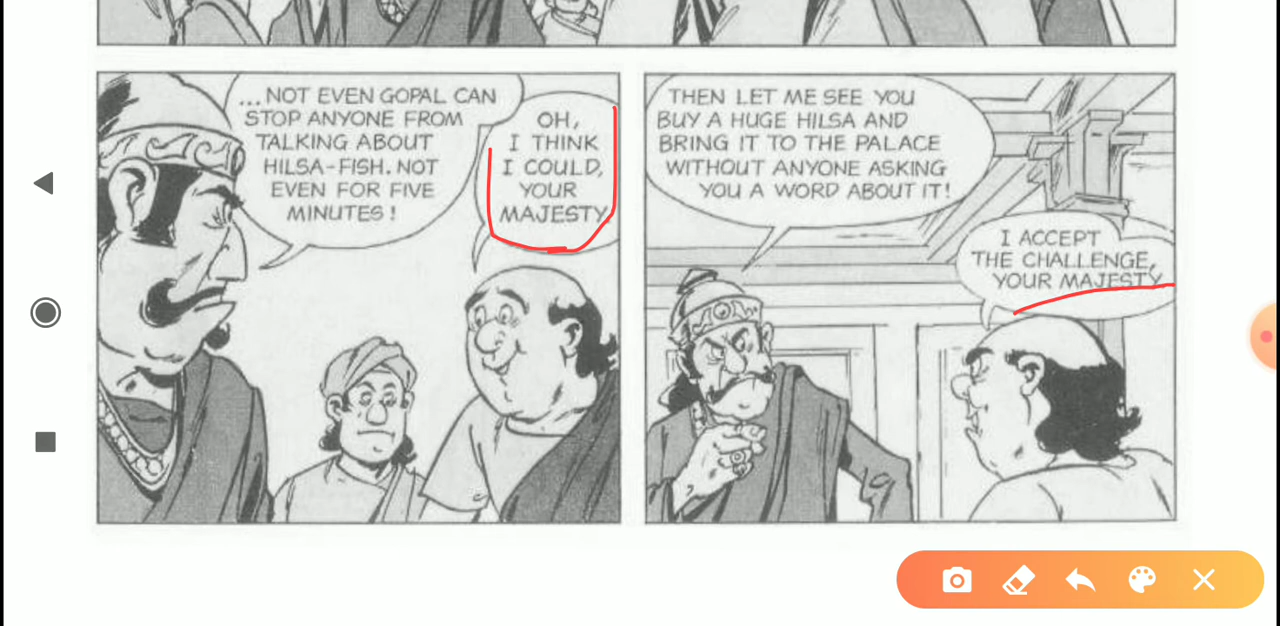 ...NOT EVEN GOPAL CAN
STOP ANYONE FROM
TALKING ABOUT
HILSA-FISH. NOT
EVEN FOR FIVE
MINUTES!
OH,
I THINK
I COULD,
YOUR
MAJESTY
THEN LET ME SEE YOU
BUY A HUGE HILSA AND
BRING IT TO THE PALACE
WITHOUT ANYONE ASKING
YOU A WORD ABOUT IT!
I ACCEPT
THE CHALLENGE,
YOUR MAJESTY